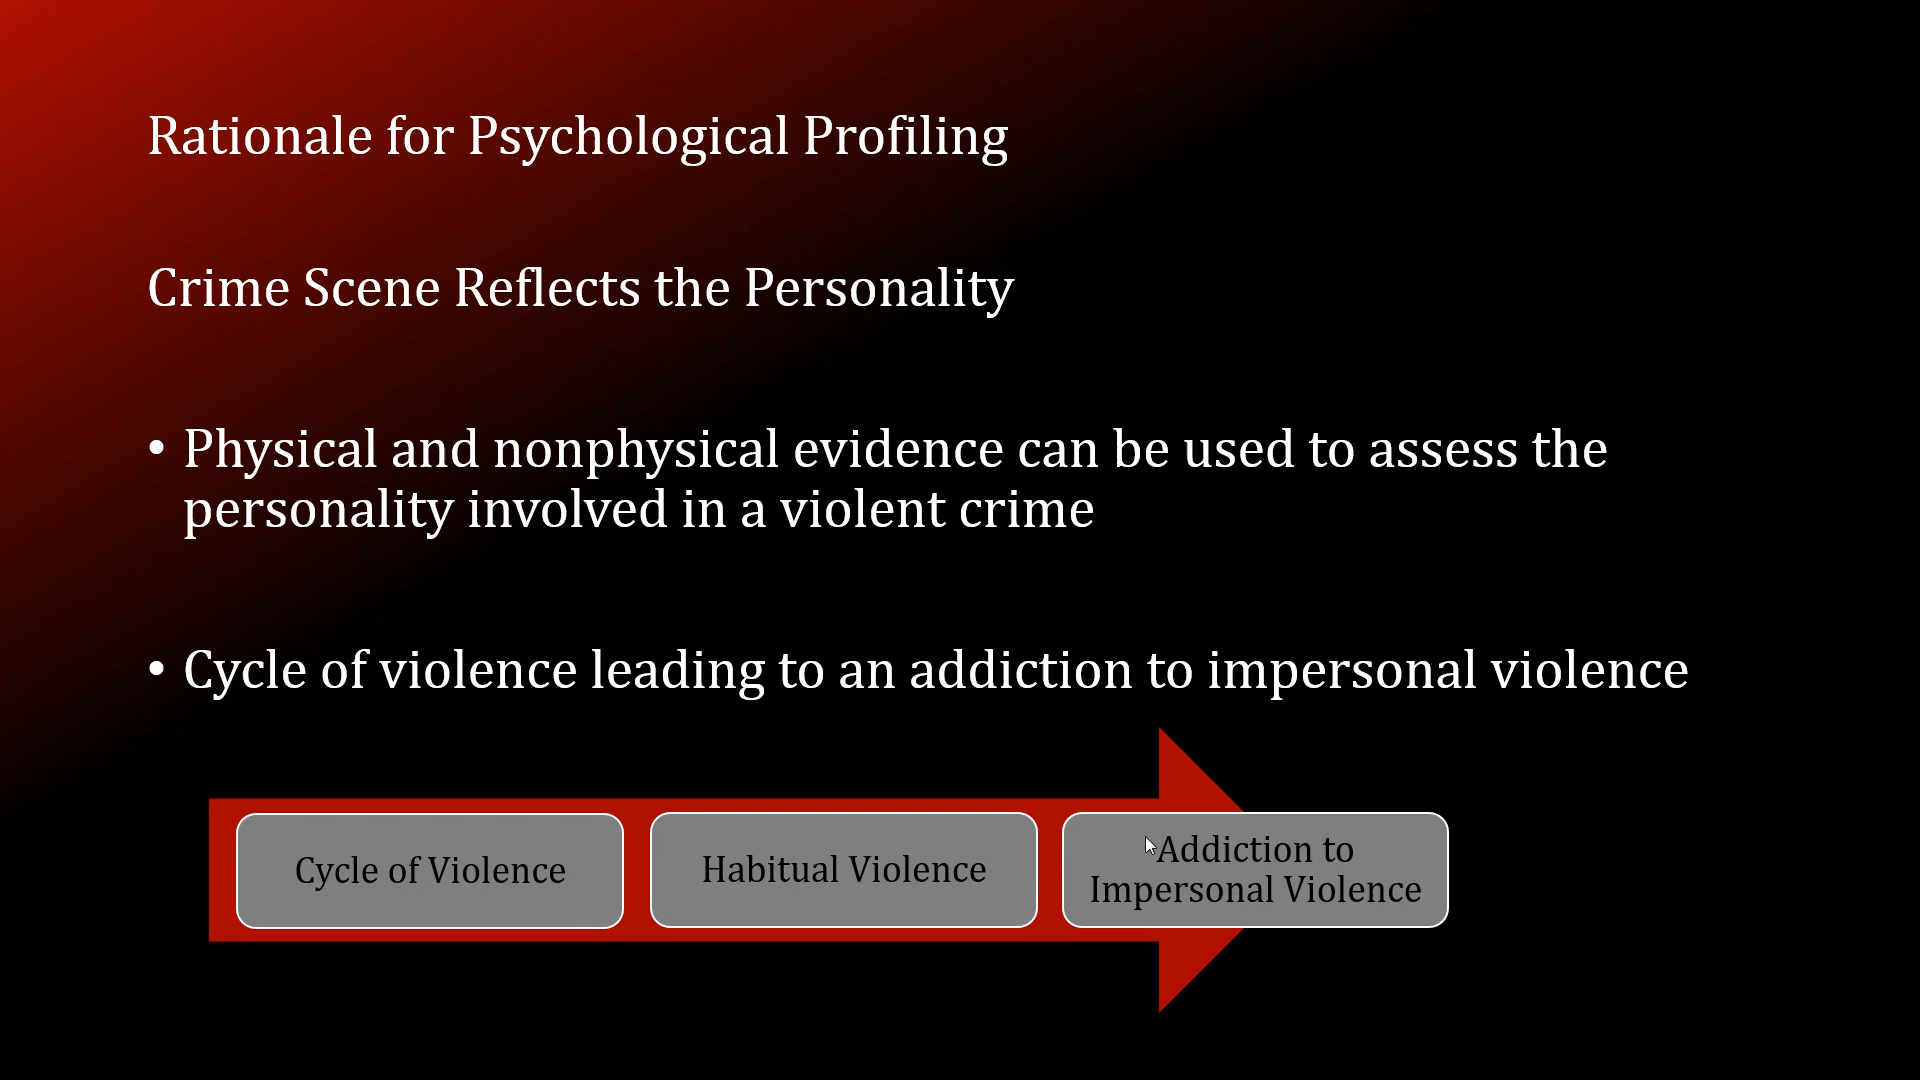 Rationale for Psychological Profiling
Crime Scene Reflects the Personality
• Physical and nonphysical evidence can be used to assess the
personality involved in a violent crime
• Cycle of violence leading to an addiction to impersonal violence
Cycle of Violence
Habitual Violence
Addiction to
Impersonal Violence